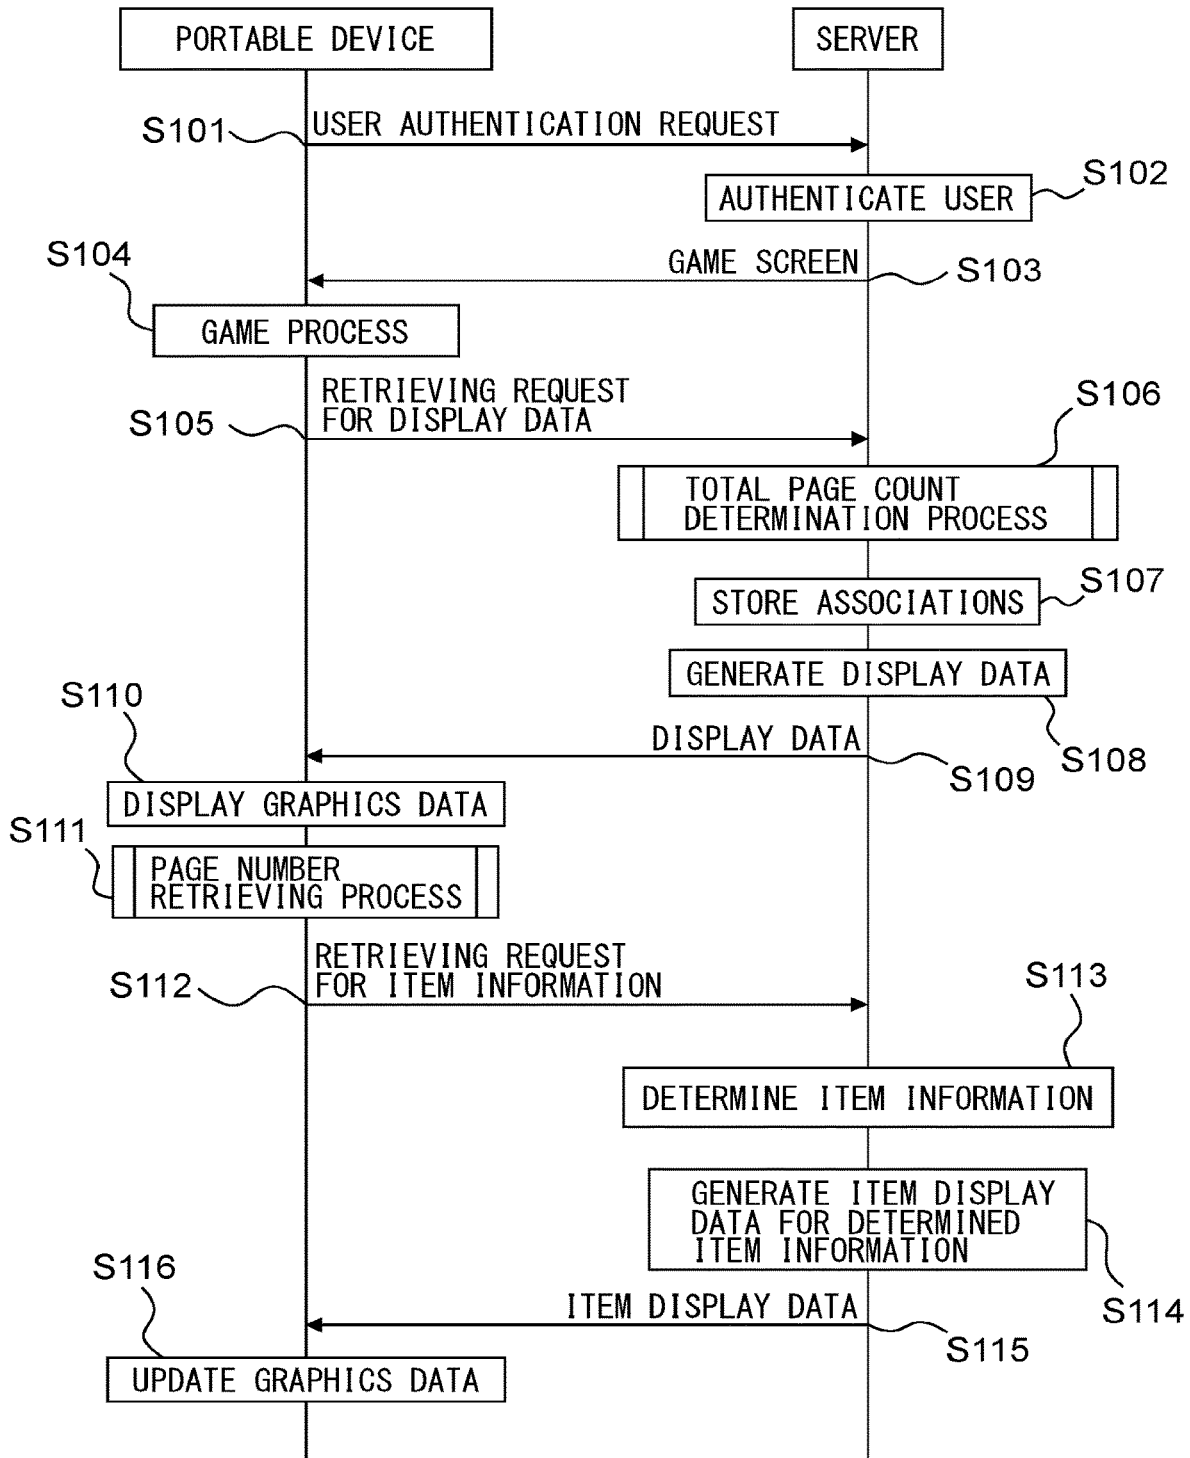 PORTABLE DEVICE
SERVER
S101
USER AUTHENTICATION REQUEST
AUTHENTICATE USER
S102
GAME SCREEN
S103
S104
GAME PROCESS
S105
RETRIEVING REQUEST
FOR DISPLAY DATA
S106
TOTAL PAGE COUNT
DETERMINATION PROCESS
STORE ASSOCIATIONS
S107
GENERATE DISPLAY DATA
S108
DISPLAY DATA
S109
S110
DISPLAY GRAPHICS DATA
S111
PAGE NUMBER
RETRIEVING PROCESS
S112
RETRIEVING REQUEST
FOR ITEM INFORMATION
S113
DETERMINE ITEM INFORMATION
GENERATE ITEM DISPLAY
DATA FOR DETERMINED
ITEM INFORMATION
S114
ITEM DISPLAY DATA
S115
S116
UPDATE GRAPHICS DATA